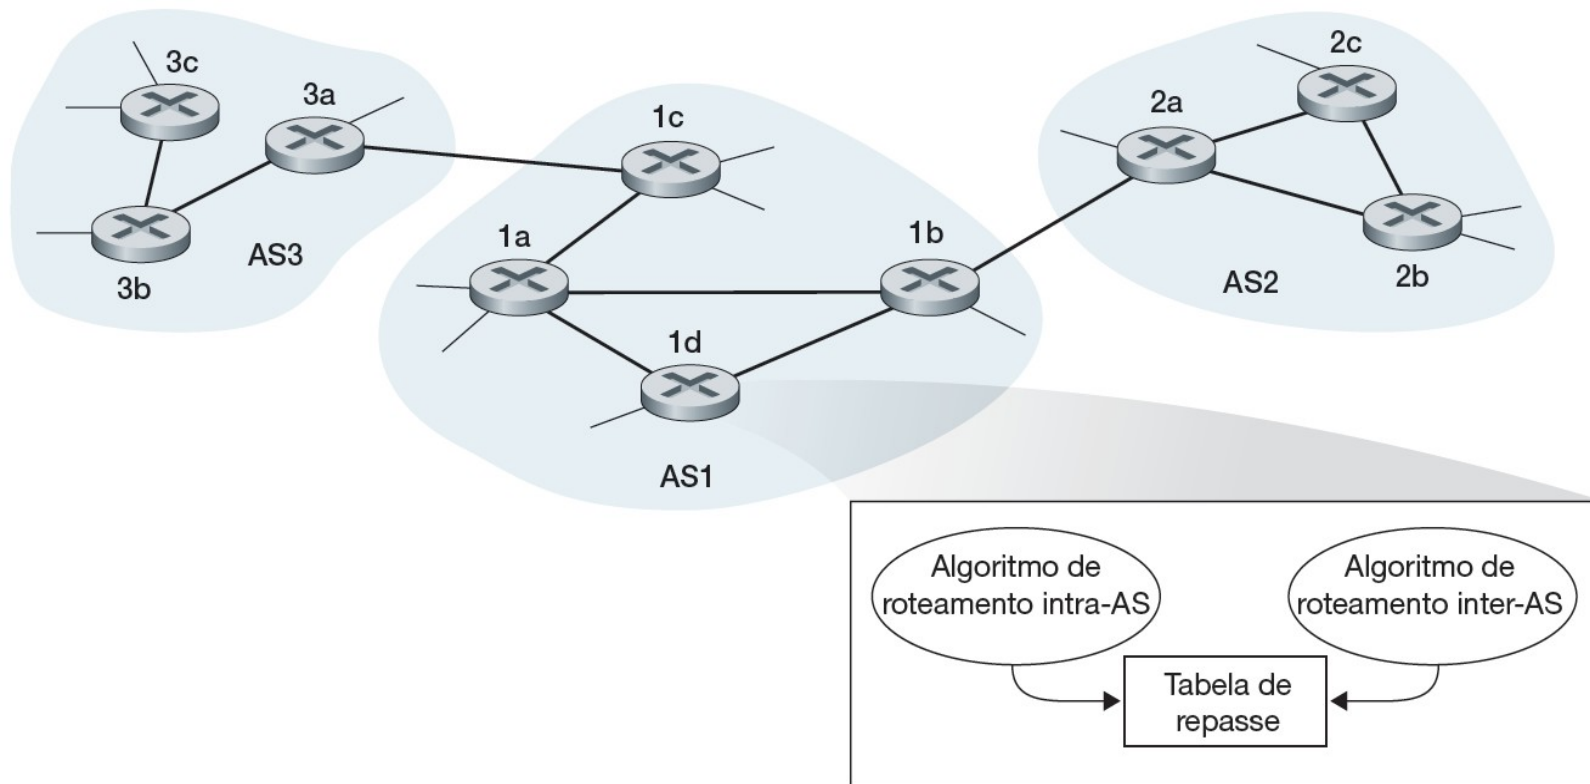 3c
3a
3b
AS3
1c
1a
1b
1d
AS1
2c
2a
2b
AS2
Algoritmo de
roteamento intra-AS
Algoritmo de
roteamento inter-AS
Tabela de
repasse